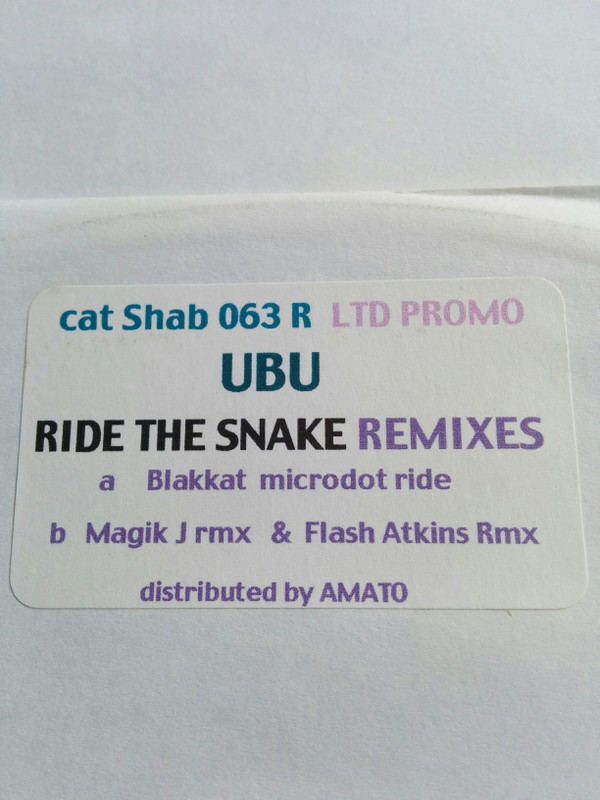 cat Shab 063 R LTD PROMO
UBU
RIDE THE SNAKE REMIXES
a Blakkat microdot ride
b Magik J rmx & Flash Atkins Rmx
distributed by AMATO